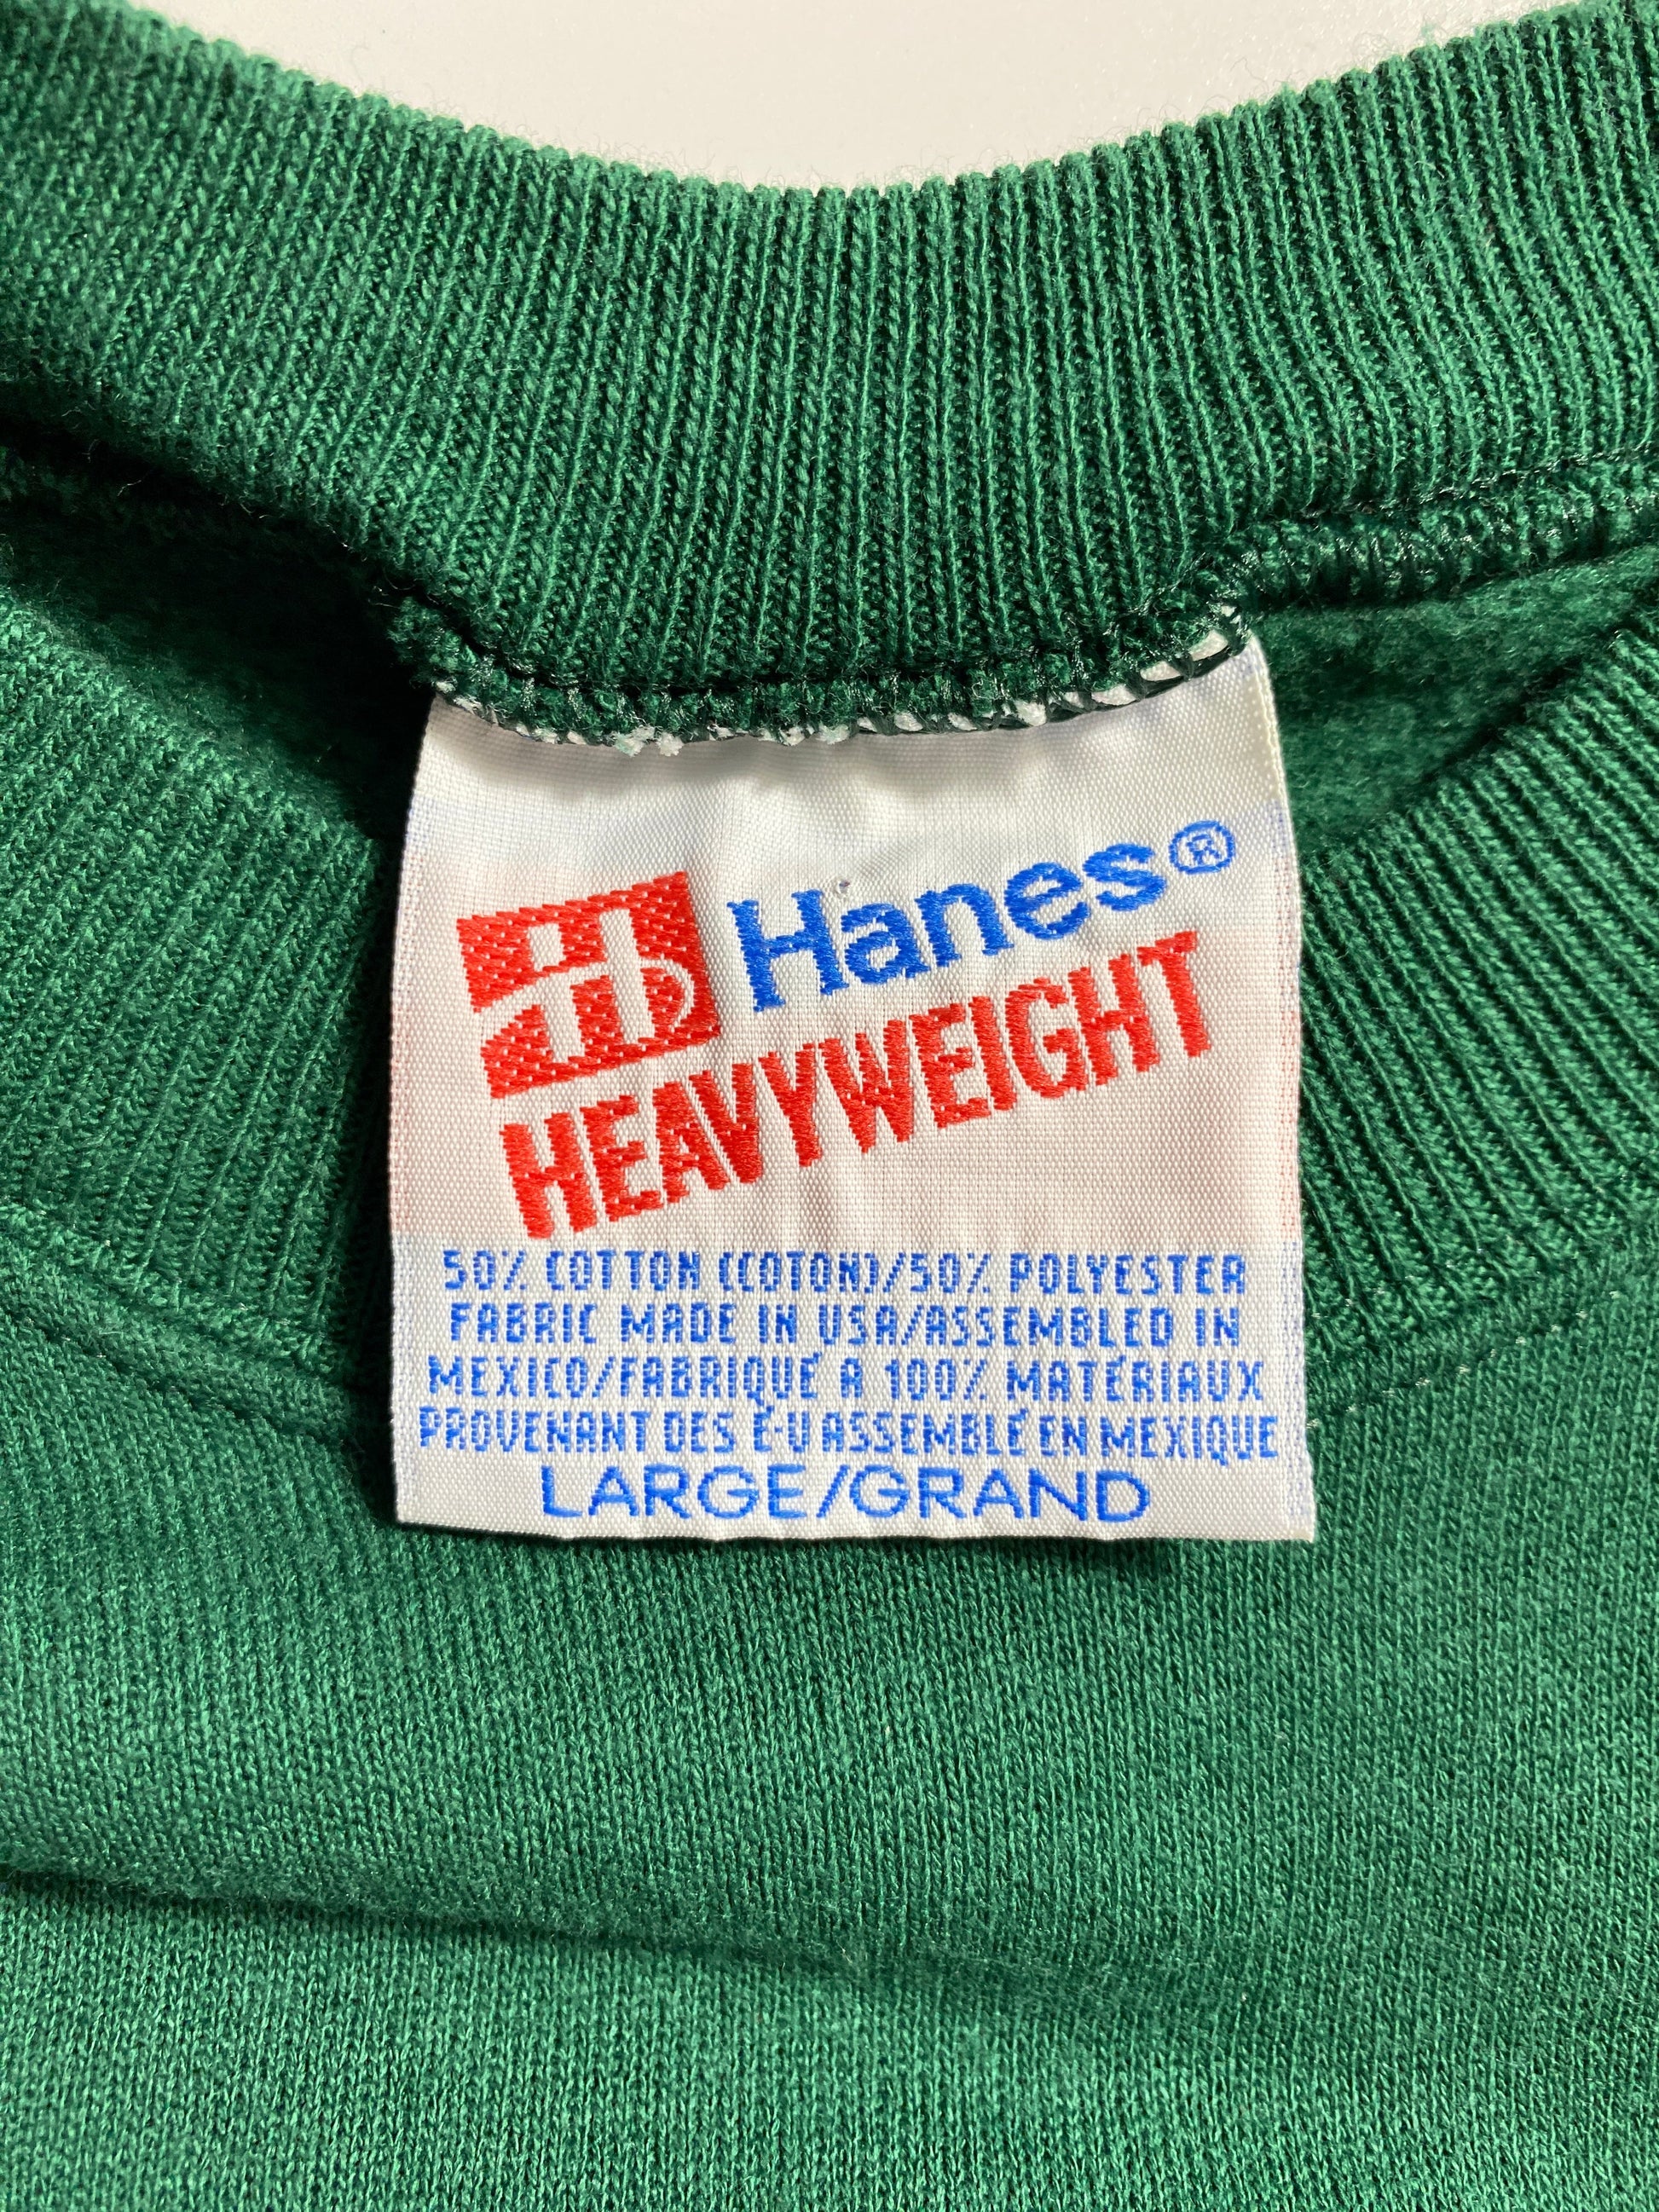 H Hanes®
HEAVYWEIGHT
50% COTTON (COTON)/50% POLYESTER
FABRIC MADE IN USA/ASSEMBLED IN
MEXICO/FABRIQUÉ A 100% MATÉRIAUX
PROVENANT DES É-U ASSEMBLÉ EN MEXIQUE
LARGE/GRAND